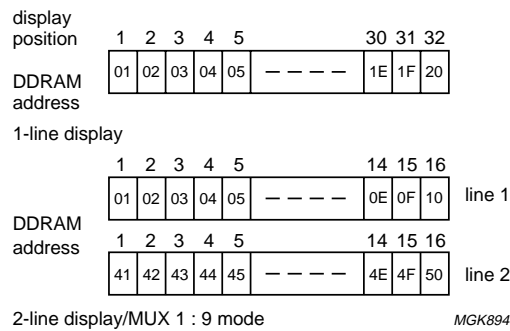 display
position 1 2 3 4 5 30 31 32
DDRAM
address
01 02 03 04 05 – – – – 1E 1F 20
1-line display
1 2 3 4 5 14 15 16
01 02 03 04 05 – – – – 0E 0F 10 line 1
DDRAM
address
1 2 3 4 5 14 15 16
41 42 43 44 45 – – – – 4E 4F 50 line 2
2-line display/MUX 1 : 9 mode MGK894